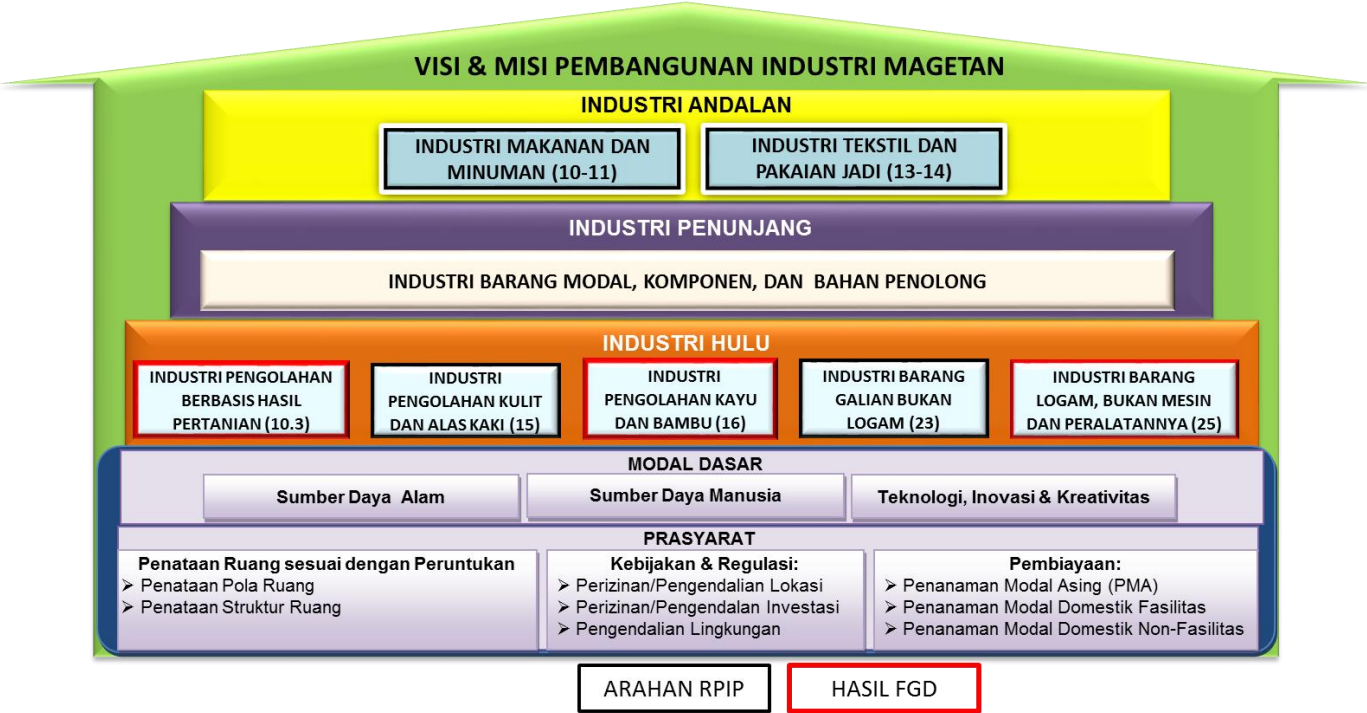 VISI & MISI PEMBANGUNAN INDUSTRI MAGETAN
INDUSTRI ANDALAN
INDUSTRI MAKANAN DAN
MINUMAN (10-11)
INDUSTRI TEKSTIL DAN
PAKAIAN JADI (13-14)
INDUSTRI PENUNJANG
INDUSTRI BARANG MODAL, KOMPONEN, DAN BAHAN PENOLONG
INDUSTRI HULU
INDUSTRI PENGOLAHAN
BERBASIS HASIL
PERTANIAN (10.3)
INDUSTRI
PENGOLAHAN KULIT
DAN ALAS KAKI (15)
INDUSTRI
PENGOLAHAN KAYU
DAN BAMBU (16)
INDUSTRI BARANG
GALIAN BUKAN
LOGAM (23)
INDUSTRI BARANG
LOGAM, BUKAN MESIN
DAN PERALATANNYA (25)
MODAL DASAR
Sumber Daya Alam
Sumber Daya Manusia
Teknologi, Inovasi & Kreativitas
PRASYARAT
Penataan Ruang sesuai dengan Peruntukan
➢ Penataan Pola Ruang
➢ Penataan Struktur Ruang
Kebijakan & Regulasi:
➢ Perizinan/Pengendalian Lokasi
➢ Perizinan/Pengendalan Investasi
➢ Pengendalian Lingkungan
Pembiayaan:
➢ Penanaman Modal Asing (PMA)
➢ Penanaman Modal Domestik Fasilitas
➢ Penanaman Modal Domestik Non-Fasilitas
ARAHAN RPIP
HASIL FGD